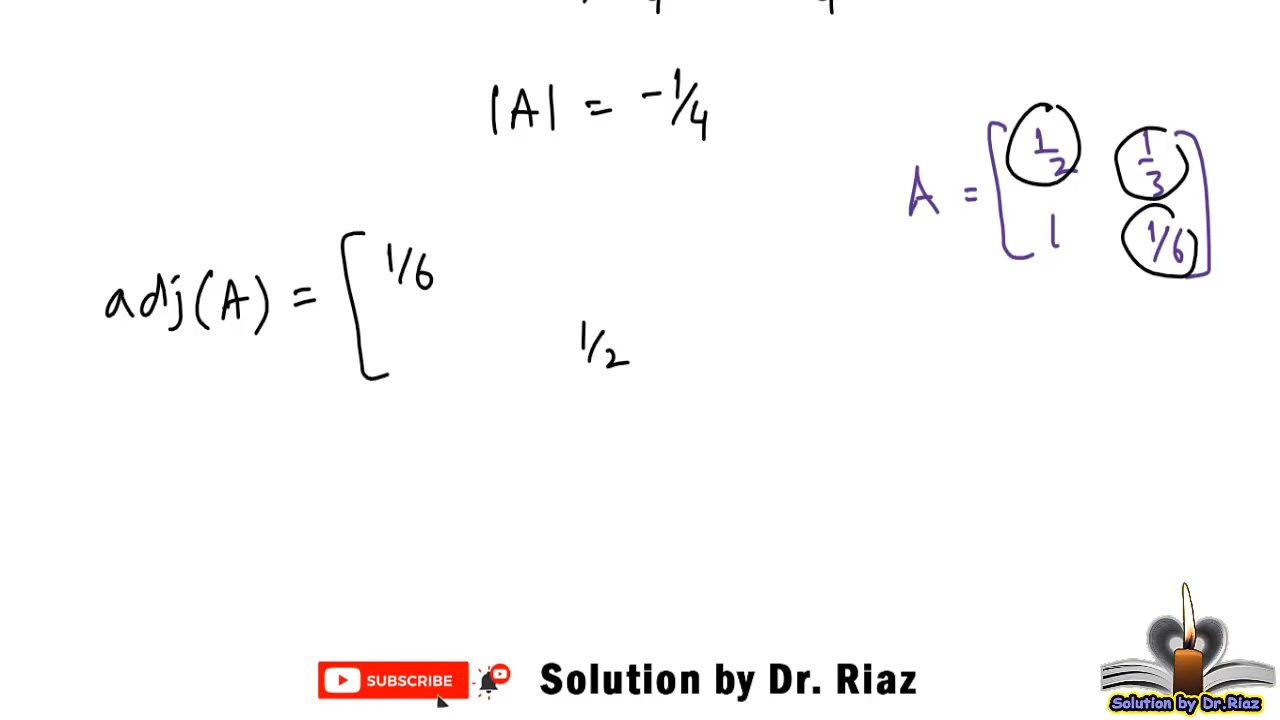 |A| = -1/4
A = [ 1/2 1/3
1 1/6 ]
adj(A) = [ 1/6
1/2
SUBSCRIBE
Solution by Dr. Riaz
Solution by Dr.Riaz